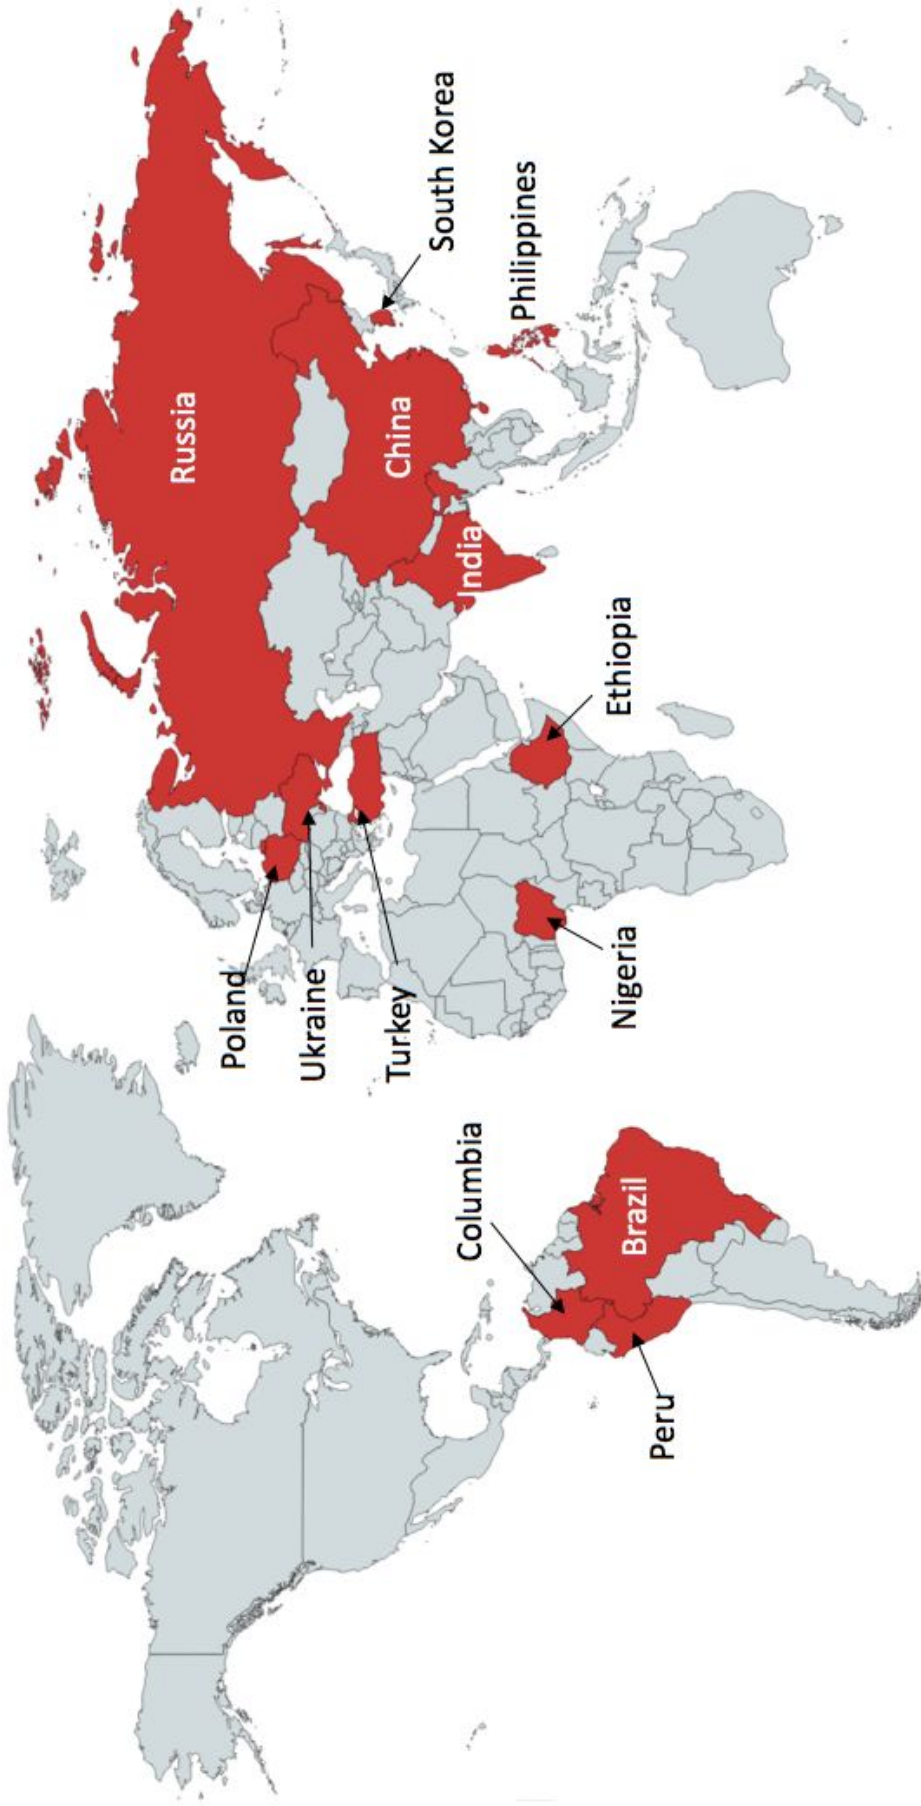 Russia
Poland
Ukraine
Turkey
China
South Korea
India
Philippines
Columbia
Ethiopia
Nigeria
Brazil
Peru